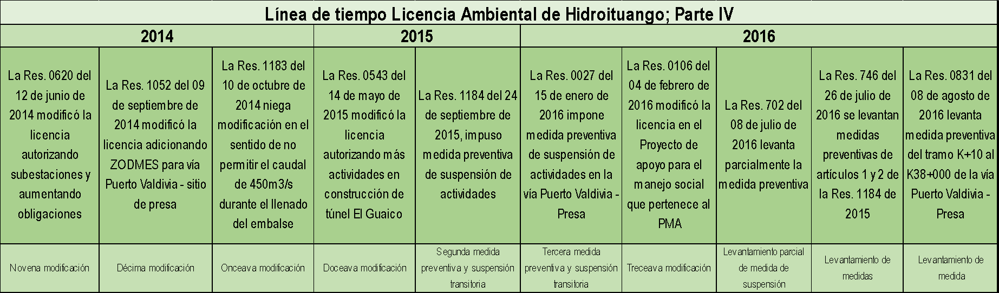 Línea de tiempo Licencia Ambiental de Hidroituango; Parte IV
2014
2015
2016
La Res. 0620 del
12 de junio de
2014 modificó la
licencia
autorizando
subestaciones y
aumentando
obligaciones
La Res. 1052 del 09
de septiembre de
2014 modificó la
licencia adicionando
ZODMES para vía
Puerto Valdivia - sitio
de presa
La Res. 1183 del
10 de octubre de
2014 niega
modificación en el
sentido de no
permitir el caudal
de 450m3/s
durante el llenado
del embalse
La Res. 0543 del
14 de mayo de
2015 modificó la
licencia
autorizando más
actividades en
construcción de
túnel El Guaico
La Res. 1184 del 24
de septiembre de
2015, impuso
medida preventiva
de suspensión de
actividades
La Res. 0027 del
15 de enero de
2016 impone
medida preventiva
de suspensión de
actividades en la
vía Puerto Valdivia -
Presa
La Res. 0106 del
04 de febrero de
2016 modificó la
licencia en el
Proyecto de
apoyo para el
manejo social
que pertenece al
PMA
La Res. 702 del
08 de julio de
2016 levanta
parcialmente la
medida preventiva
La Res. 746 del
26 de julio de
2016 se levantan
medidas
preventivas de
artículos 1 y 2 de
la Res. 1184 de
2015
La Res. 0831 del
08 de agosto de
2016 levanta
medida preventiva
del tramo K+10 al
K38+000 de la vía
Puerto Valdivia -
Presa
Novena modificación
Décima modificación
Onceava modificación
Doceava modificación
Segunda medida
preventiva y suspensión
transitoria
Tercera medida
preventiva y suspensión
transitoria
Treceava modificación
Levantamiento parcial
de medida de
suspensión
Levantamiento de
medidas
Levantamiento de
medida